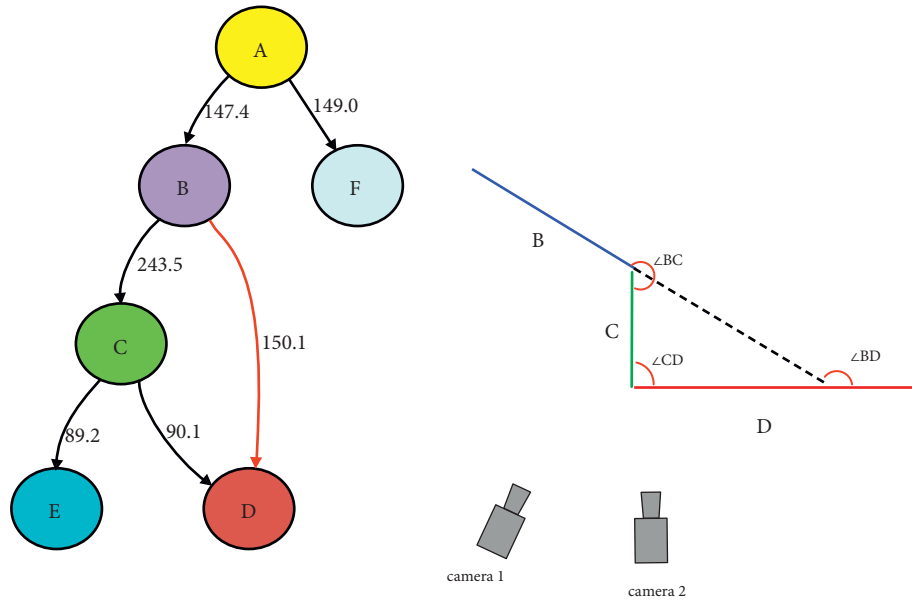 A
147.4
149.0
B
F
243.5
C
150.1
89.2
90.1
E
D
B
∠BC
C
∠CD
∠BD
D
camera 1
camera 2